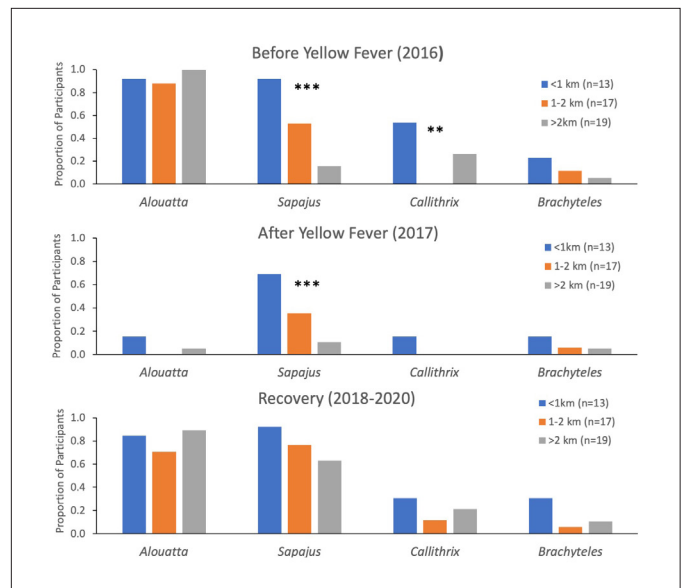 Before Yellow Fever (2016)
Proportion of Participants
1.0
0.8
0.6
0.4
0.2
0.0
***
**
<1 km (n=13)
1-2 km (n=17)
>2km (n=19)
Alouatta Sapajus Callithrix Brachyteles
After Yellow Fever (2017)
Proportion of Participants
1.0
0.8
0.6
0.4
0.2
0.0
***
<1km (n=13)
1-2 km (n=17)
>2 km (n-19)
Alouatta Sapajus Callithrix Brachyteles
Recovery (2018-2020)
Proportion of Participants
1.0
0.8
0.6
0.4
0.2
0.0
<1km (n=13)
1-2 km (n=17)
>2 km (n=19)
Alouatta Sapajus Callithrix Brachyteles